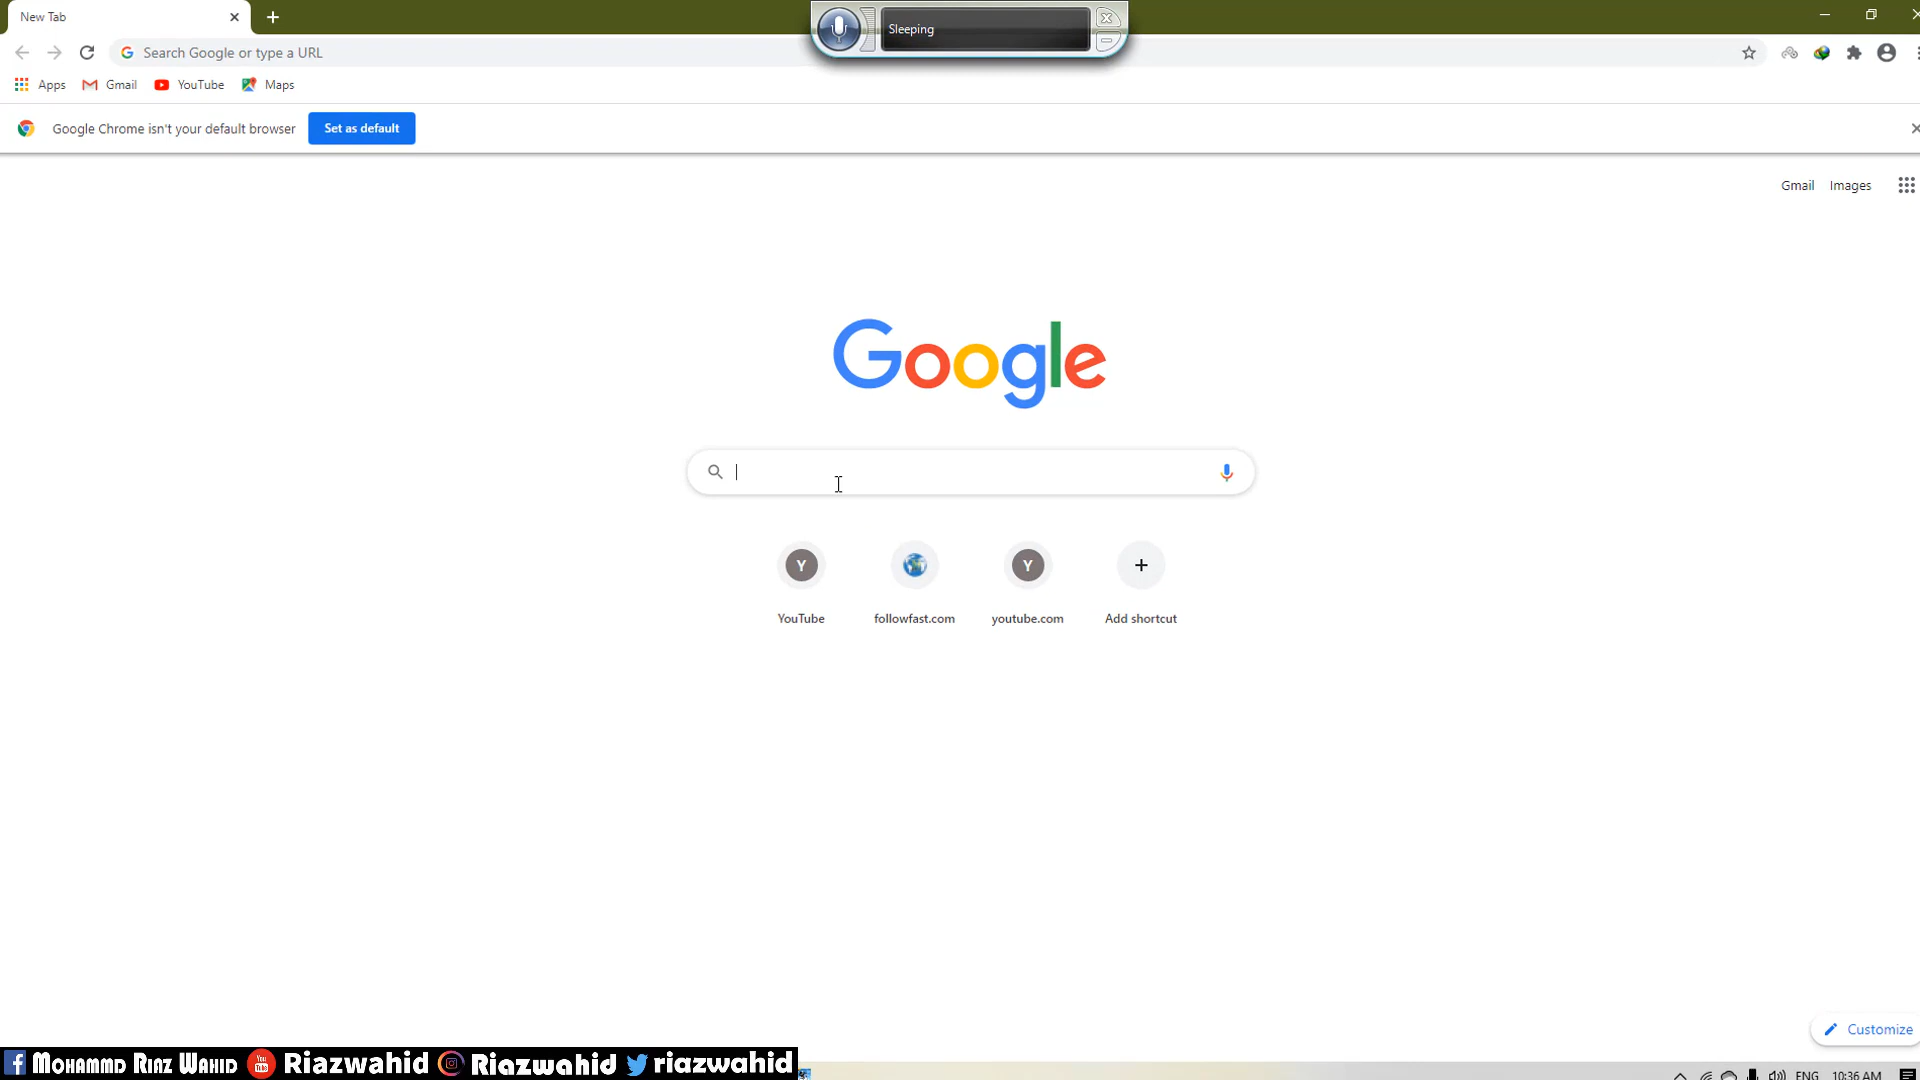 New Tab
Sleeping
Search Google or type a URL
Apps Gmail YouTube Maps
Google Chrome isn't your default browser Set as default
Gmail Images
Google
Y Y
YouTube followfast.com youtube.com Add shortcut
Customize
Mohammd Riaz Wahid Riazwahid Riazwahid riazwahid
ENG 10:36 AM